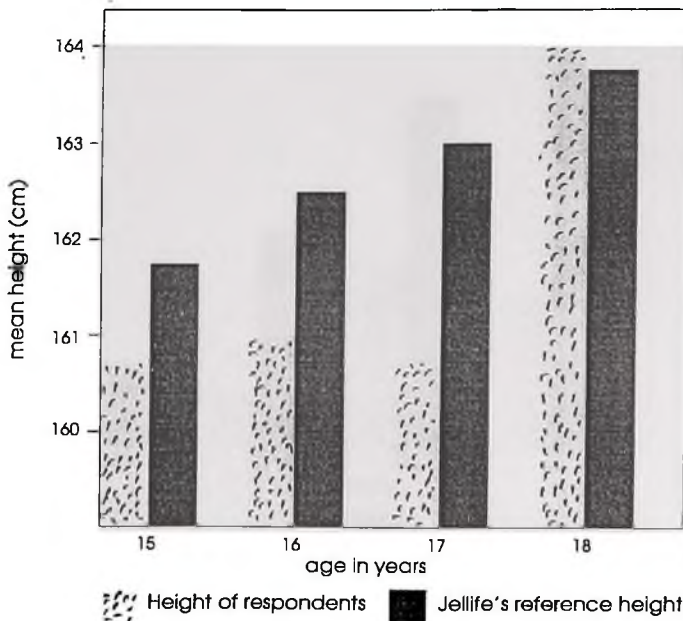 164
163
162
161
160
mean height (cm)
15 16 17 18
age in years
Height of respondents Jellife's reference height